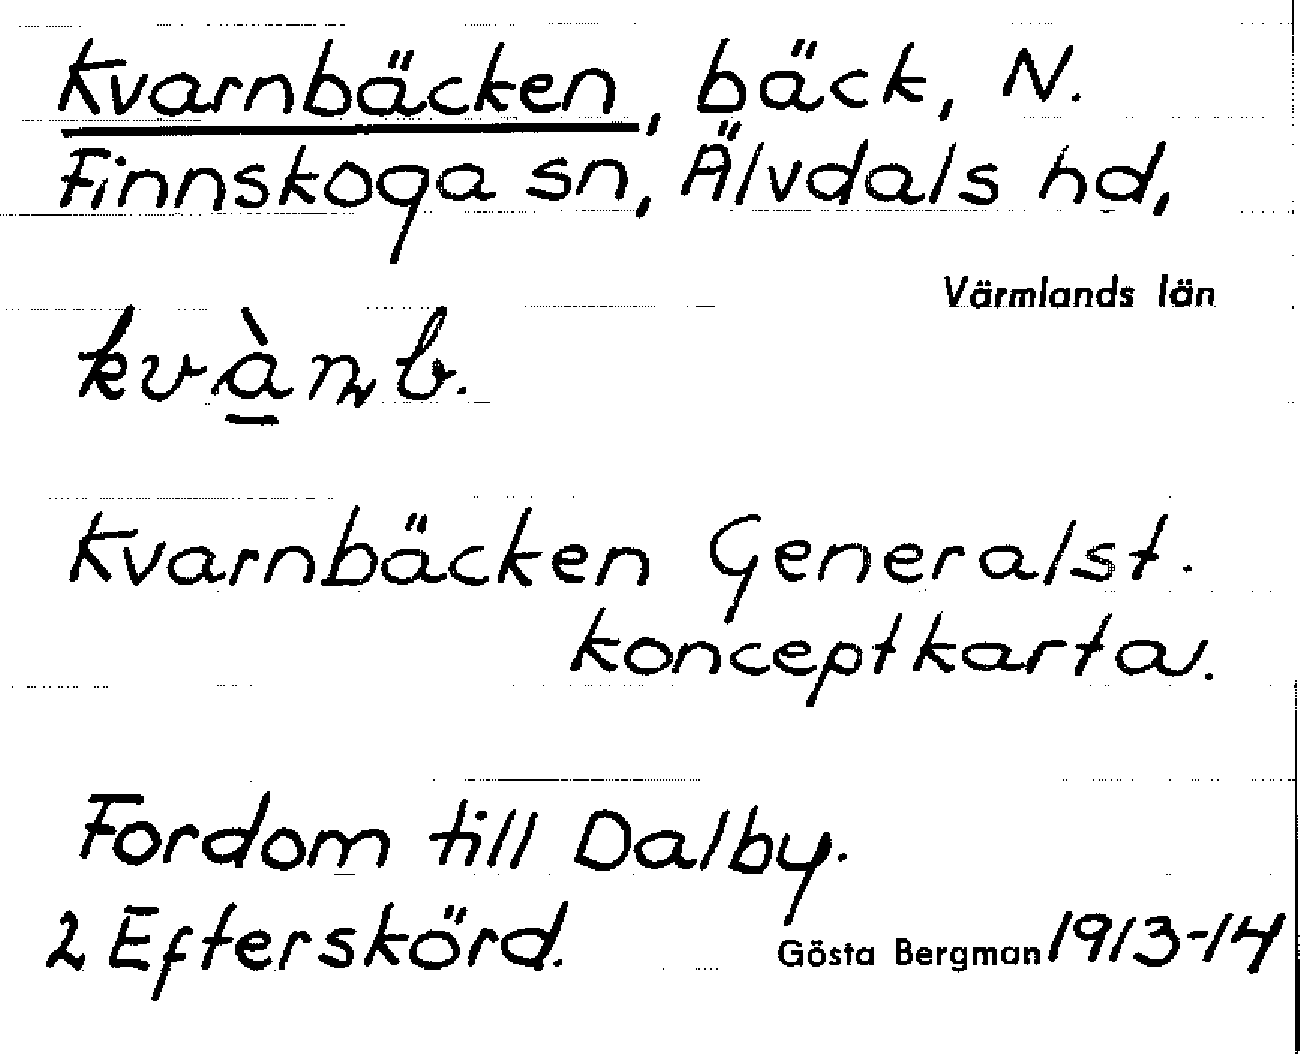 Kvarnbäcken, bäck, N.
Finnskoga sn, Älvdals hd,
Värmlands län
kvàn b.
Kvarnbäcken Generalst.
konceptkarta.
Fordom till Dalby.
2 Efterskörd. Gösta Bergman 1913-14